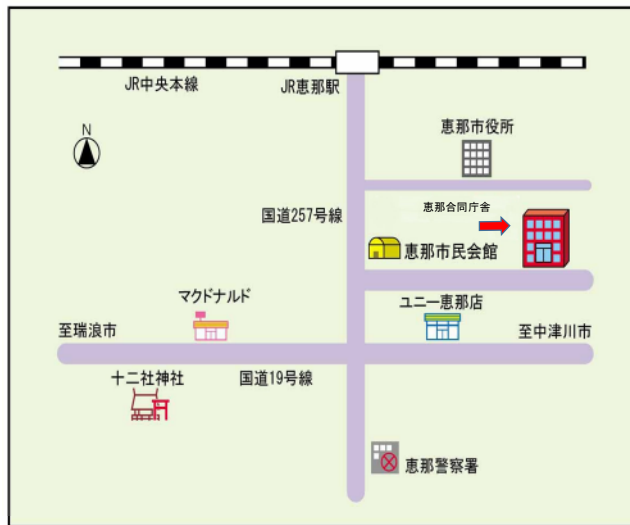 JR中央本線
JR恵那駅
N
恵那市役所
恵那合同庁舎
国道257号線
恵那市民会館
マクドナルド
ユニー恵那店
至瑞浪市
至中津川市
十二社神社
国道19号線
恵那警察署